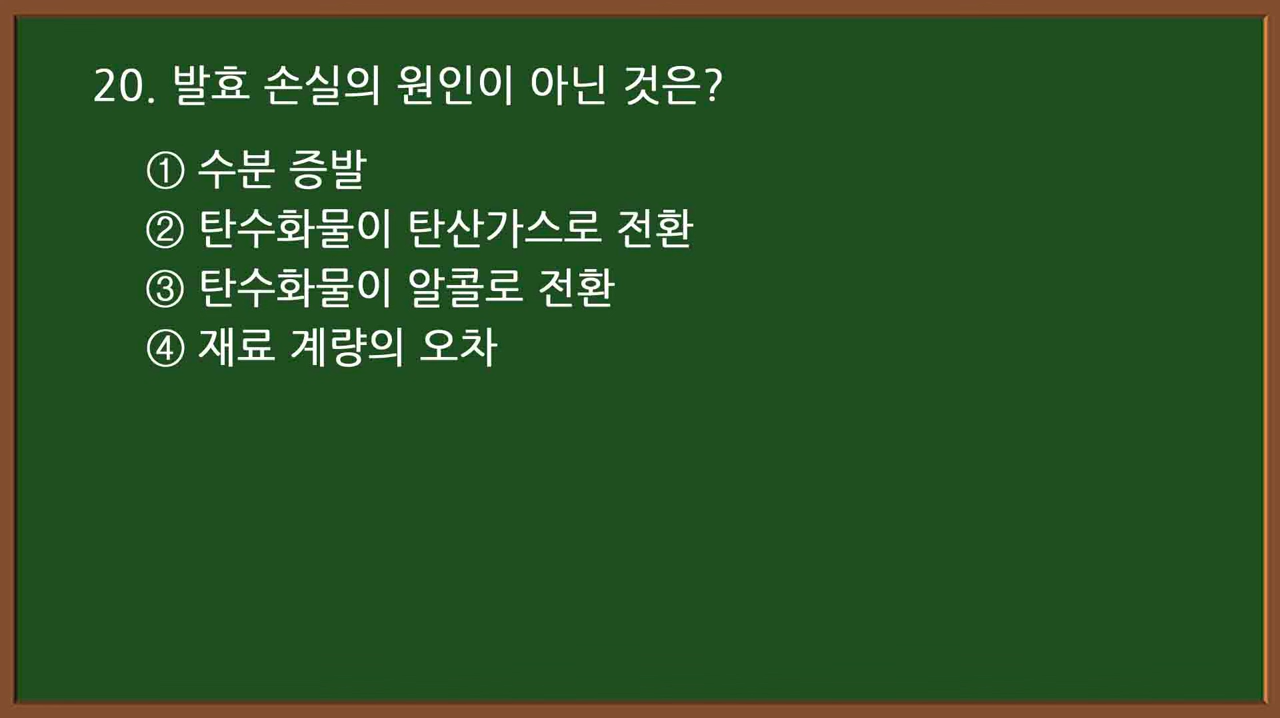 20. 발효 손실의 원인이 아닌 것은?
① 수분 증발
② 탄수화물이 탄산가스로 전환
③ 탄수화물이 알콜로 전환
④ 재료 계량의 오차